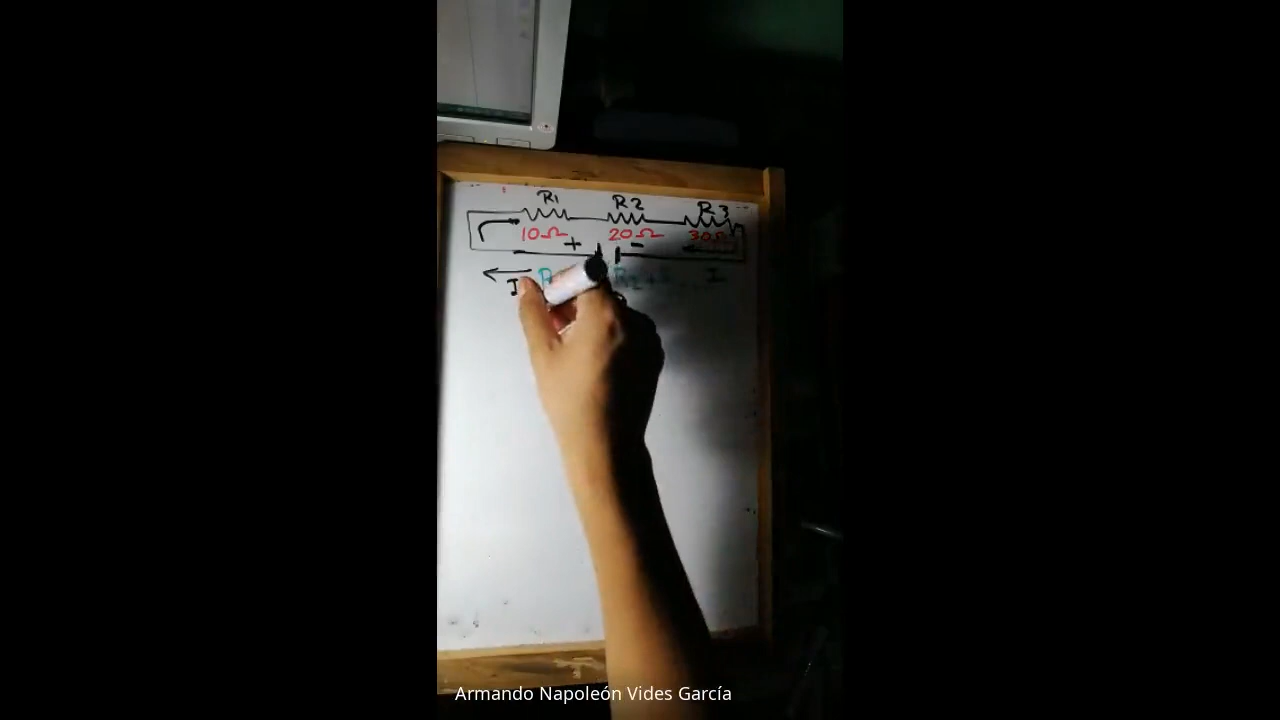 R1 R2 R3
10Ω 20Ω 30Ω
+ -
I I
Armando Napoleón Vides García